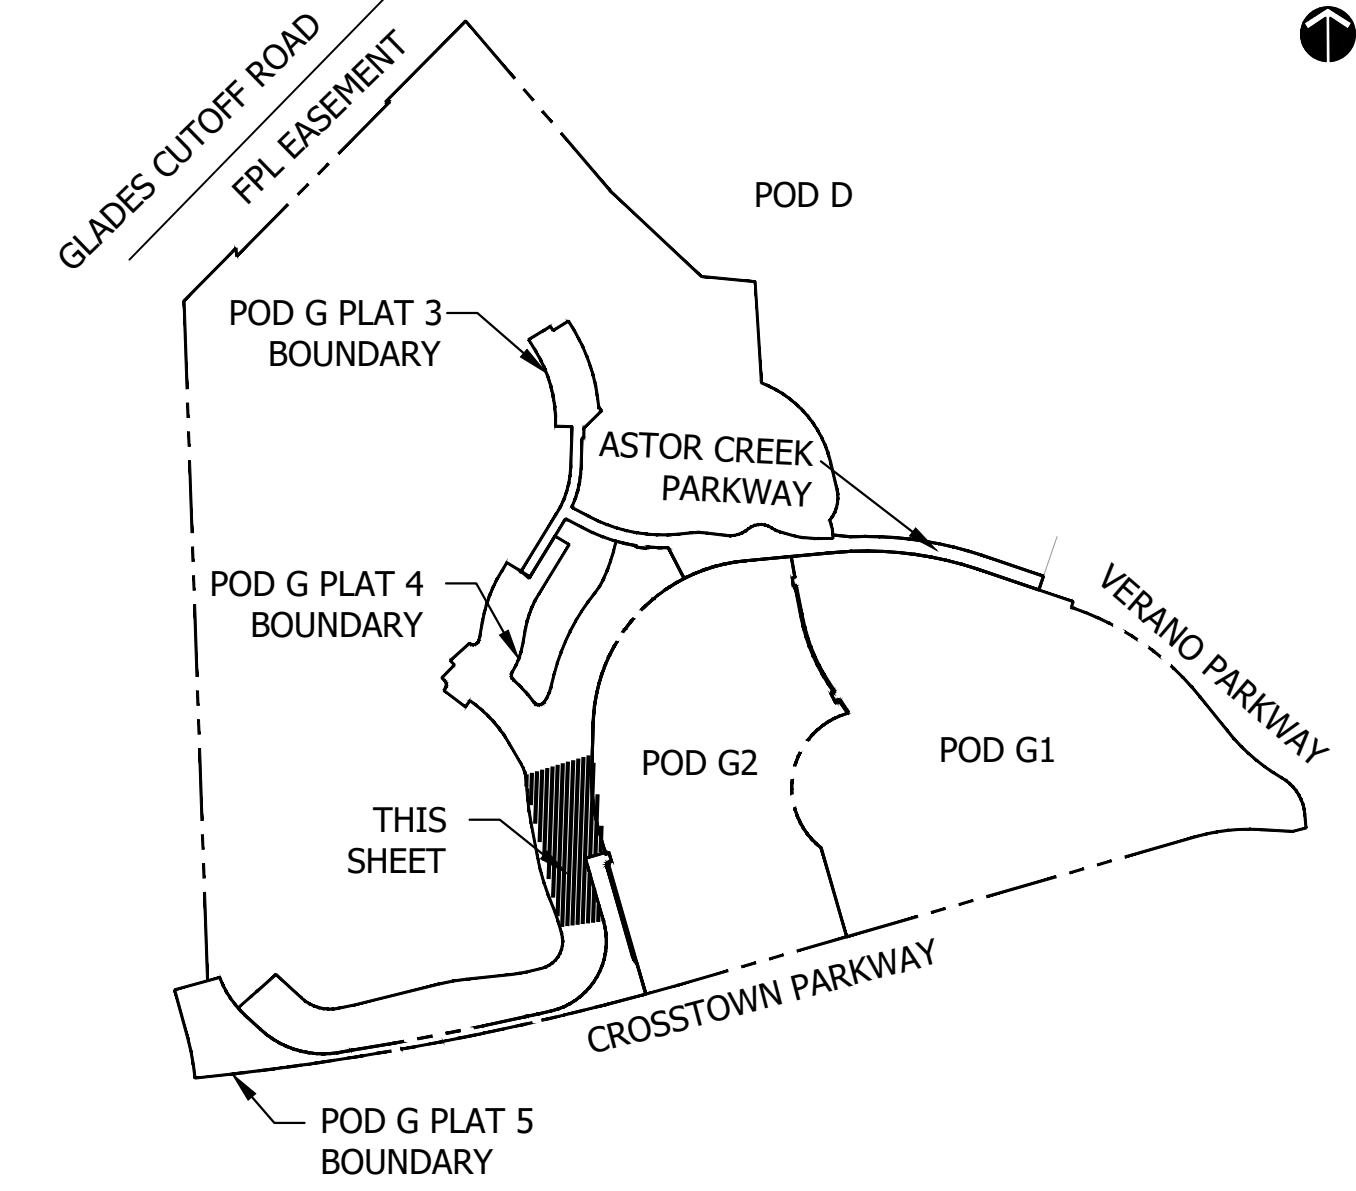 GLADES CUTOFF ROAD
FPL EASEMENT
POD D
POD G PLAT 3
BOUNDARY
ASTOR CREEK
PARKWAY
POD G PLAT 4
BOUNDARY
VERANO PARKWAY
POD G2
POD G1
THIS
SHEET
CROSSTOWN PARKWAY
POD G PLAT 5
BOUNDARY